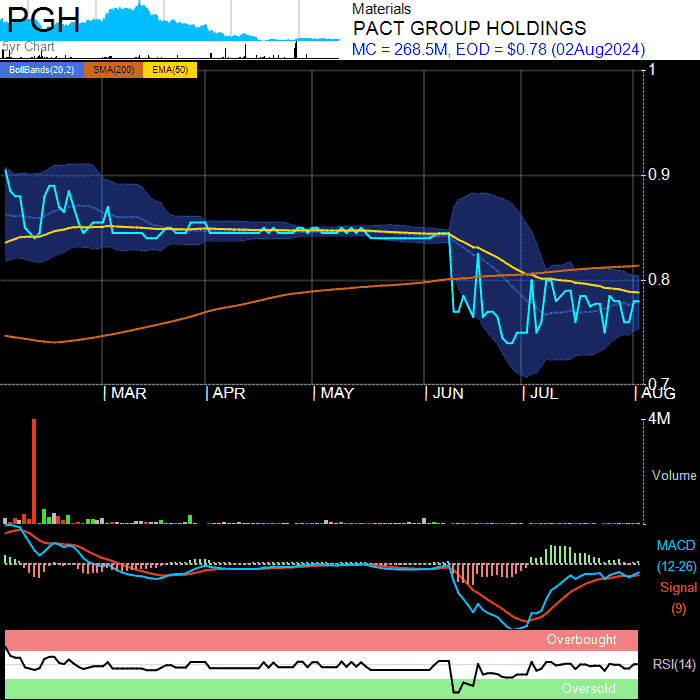 PGH
5yr Chart
Materials
PACT GROUP HOLDINGS
MC = 268.5M, EOD = $0.78 (02Aug2024)
BollBands(20,2) SMA(200) EMA(50)
1
0.9
0.8
0.7
MAR APR MAY JUN JUL AUG
4M
Volume
MACD
(12-26)
Signal
(9)
Overbought
RSI(14)
Oversold